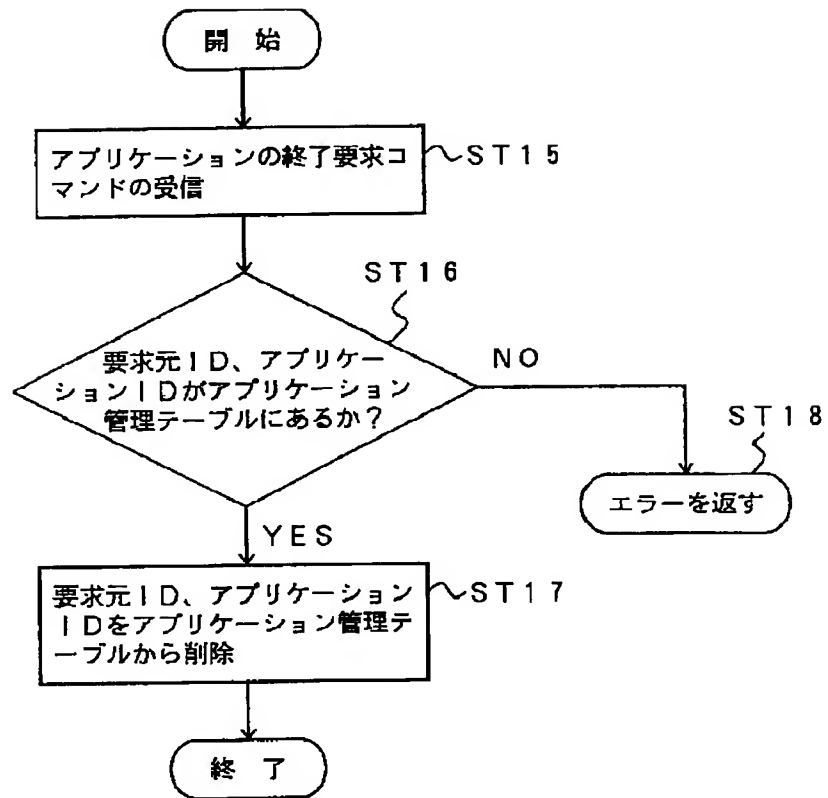 開 始
アプリケーションの終了要求コ
マンドの受信
ST15
ST16
要求元ID、アプリケー
ションIDがアプリケーション
管理テーブルにあるか？
NO
ST18
エラーを返す
YES
要求元ID、アプリケーション
IDをアプリケーション管理テ
ーブルから削除
ST17
終 了